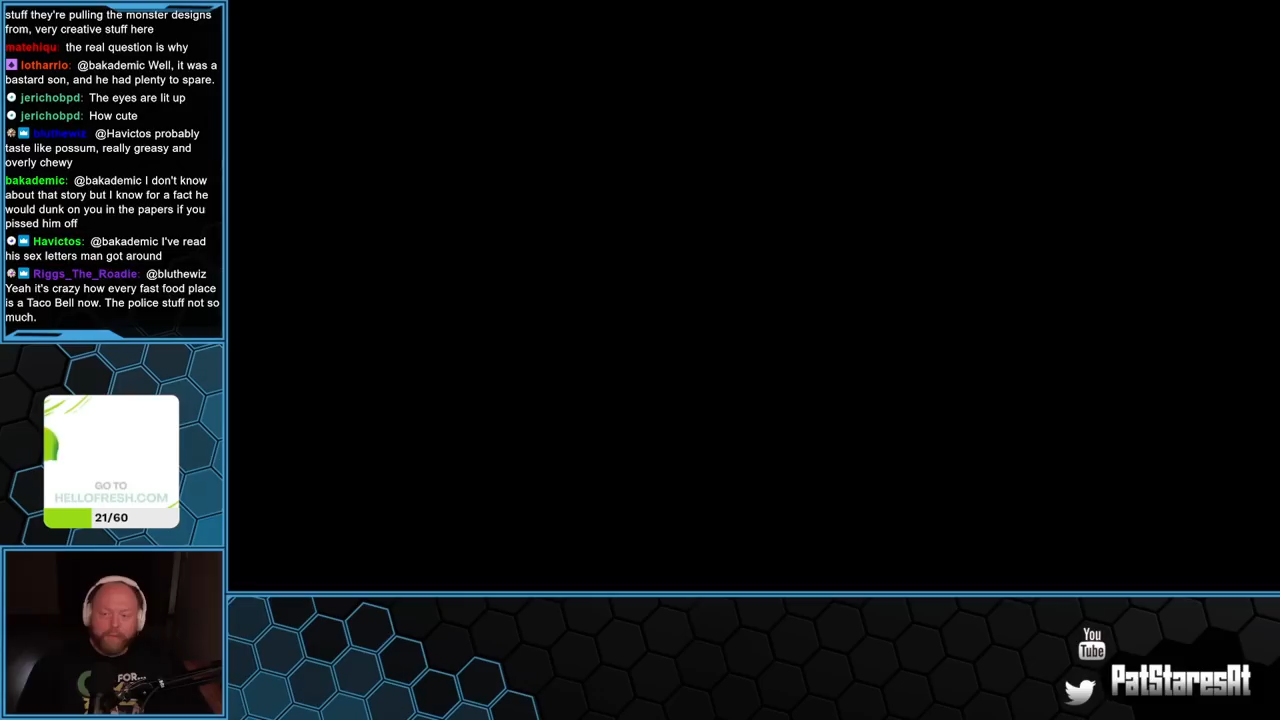 stuff they're pulling the monster designs
from, very creative stuff here
matehiqu: the real question is why
lotharrio: @bakademic Well, it was a
bastard son, and he had plenty to spare.
jerichobpd: The eyes are lit up
jerichobpd: How cute
bluthewiz: @Havictos probably
taste like possum, really greasy and
overly chewy
bakademic: @bakademic I don't know
about that story but I know for a fact he
would dunk on you in the papers if you
pissed him off
Havictos: @bakademic I've read
his sex letters man got around
Riggs_The_Roadie: @bluthewiz
Yeah it's crazy how every fast food place
is a Taco Bell now. The police stuff not so
much.
GO TO
HELLOFRESH.COM
21/60
FOR
You
Tube
PatStaresAt